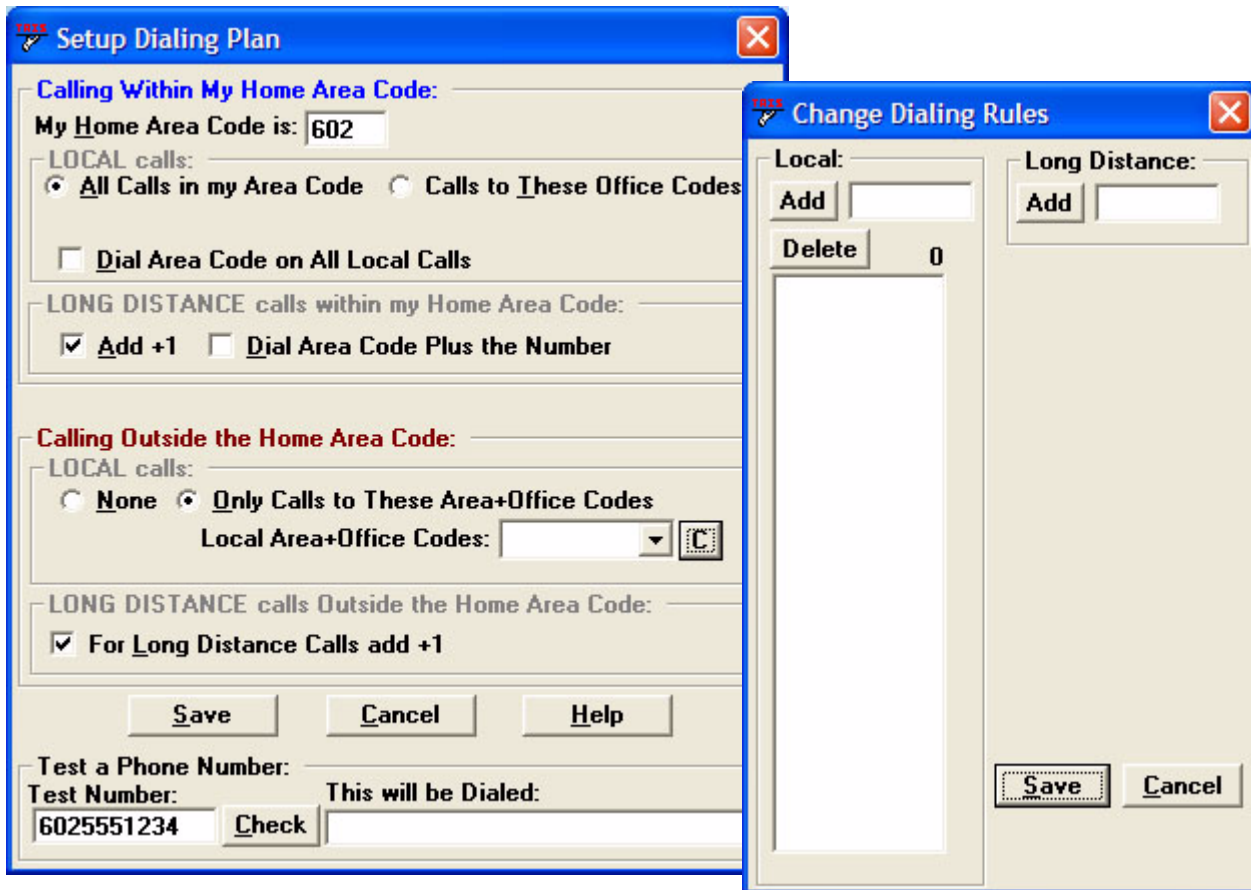 Setup Dialing Plan
Calling Within My Home Area Code:
My Home Area Code is: 602
LOCAL calls:
All Calls in my Area Code Calls to These Office Codes
Dial Area Code on All Local Calls
LONG DISTANCE calls within my Home Area Code:
Add +1 Dial Area Code Plus the Number
Calling Outside the Home Area Code:
LOCAL calls:
None Only Calls to These Area+Office Codes
Local Area+Office Codes: C
LONG DISTANCE calls Outside the Home Area Code:
For Long Distance Calls add +1
Save Cancel Help
Test a Phone Number:
Test Number: This will be Dialed:
6025551234 Check
Change Dialing Rules
Local: Long Distance:
Add Add
Delete 0
Save Cancel